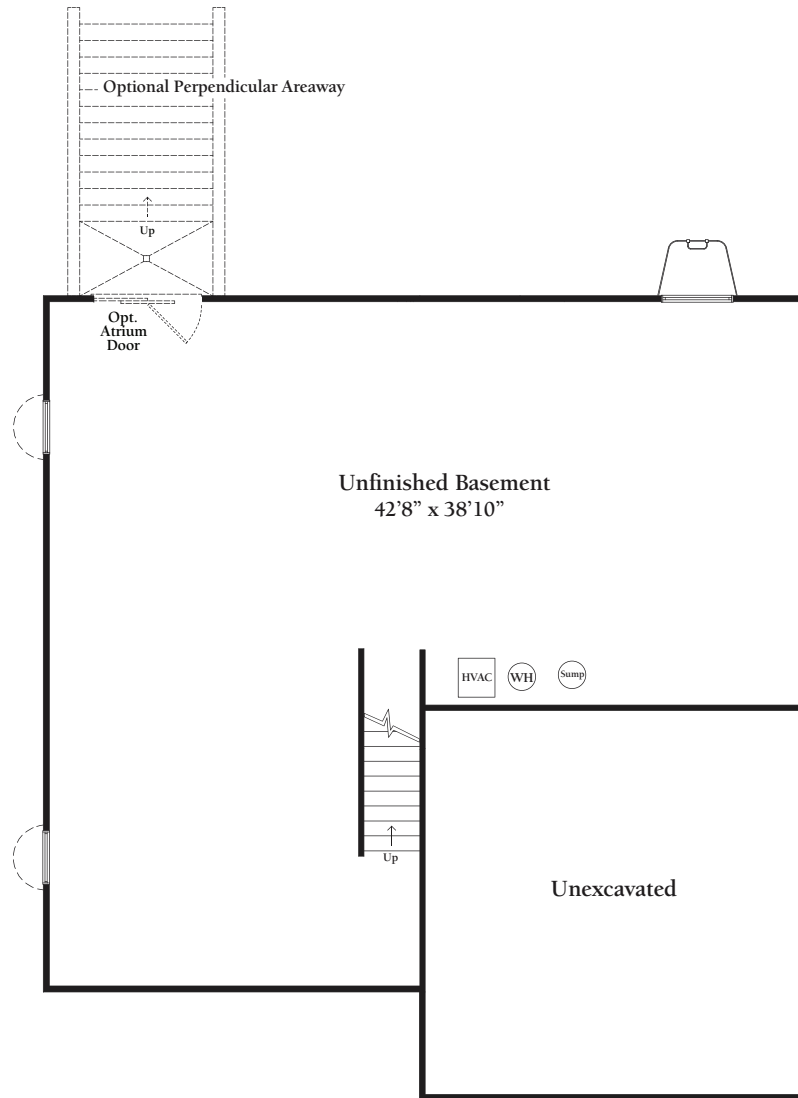 Optional Perpendicular Areaway
Up
Opt.
Atrium
Door
Unfinished Basement
42’8” x 38’10”
HVAC
WH
Sump
Up
Unexcavated